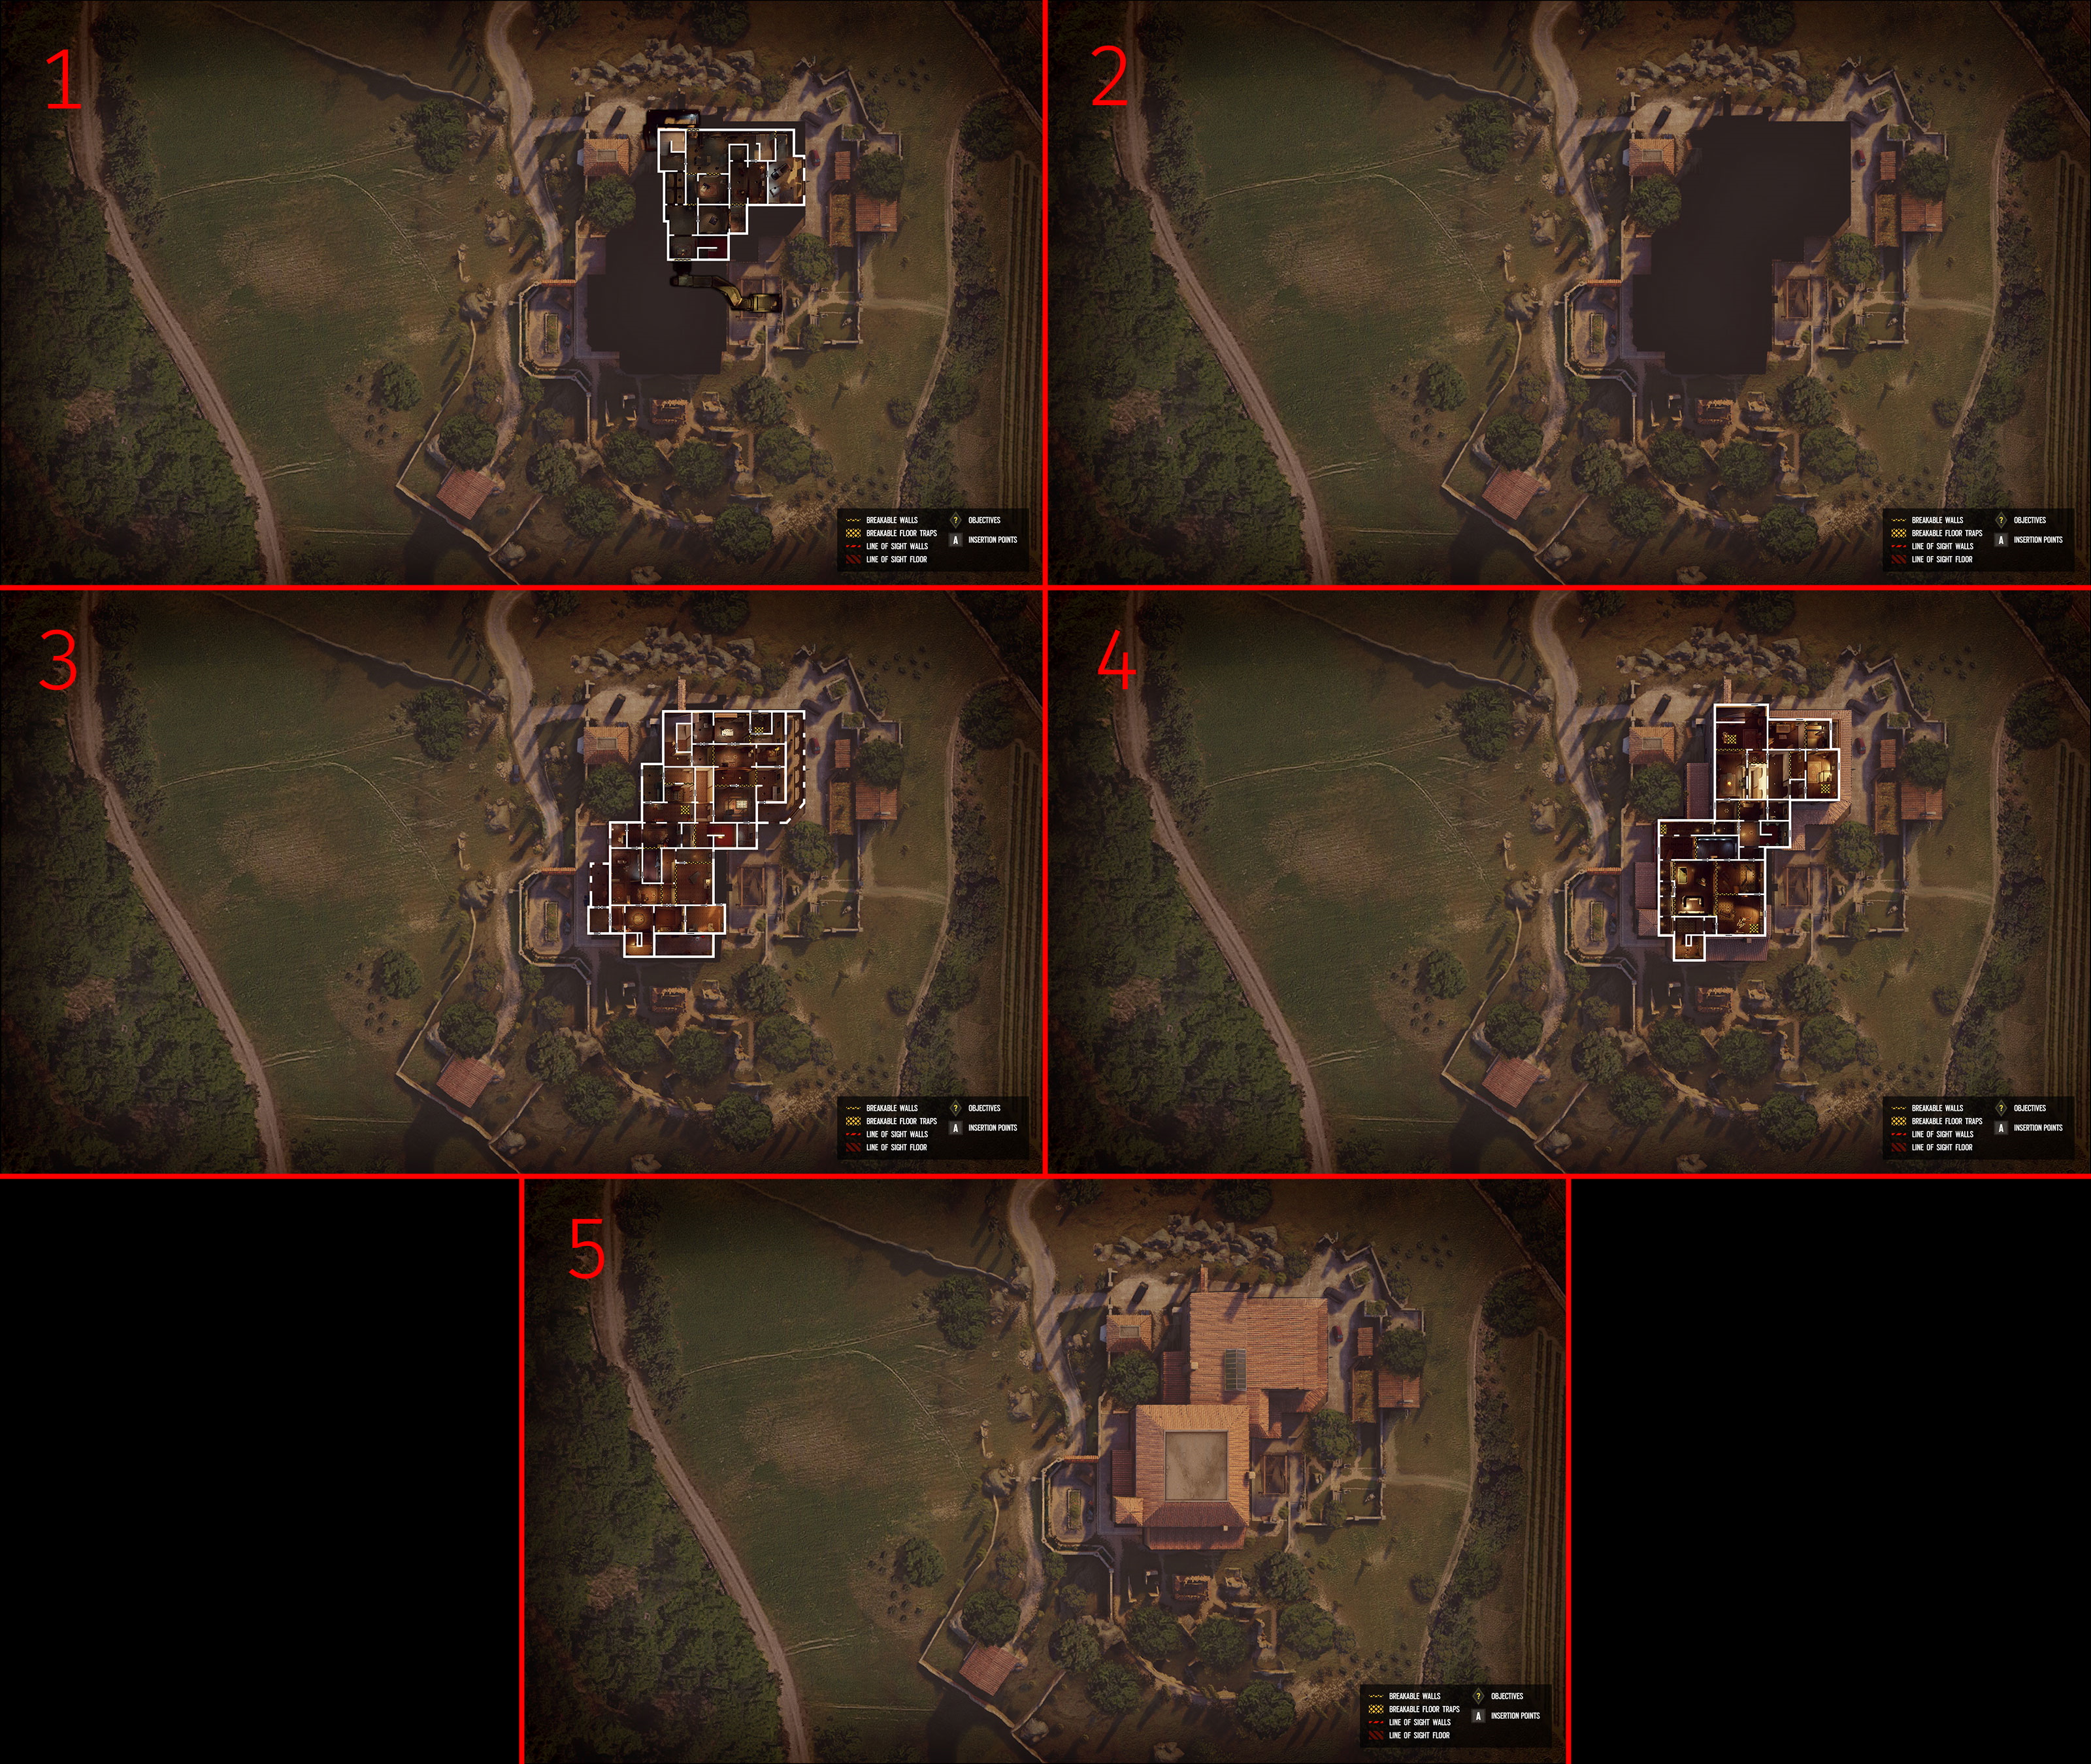 1
BREAKABLE WALLS
BREAKABLE FLOOR TRAPS
LINE OF SIGHT WALLS
LINE OF SIGHT FLOOR
? OBJECTIVES
A INSERTION POINTS
2
BREAKABLE WALLS
BREAKABLE FLOOR TRAPS
LINE OF SIGHT WALLS
LINE OF SIGHT FLOOR
? OBJECTIVES
A INSERTION POINTS
3
BREAKABLE WALLS
BREAKABLE FLOOR TRAPS
LINE OF SIGHT WALLS
LINE OF SIGHT FLOOR
? OBJECTIVES
A INSERTION POINTS
4
BREAKABLE WALLS
BREAKABLE FLOOR TRAPS
LINE OF SIGHT WALLS
LINE OF SIGHT FLOOR
? OBJECTIVES
A INSERTION POINTS
5
BREAKABLE WALLS
BREAKABLE FLOOR TRAPS
LINE OF SIGHT WALLS
LINE OF SIGHT FLOOR
? OBJECTIVES
A INSERTION POINTS